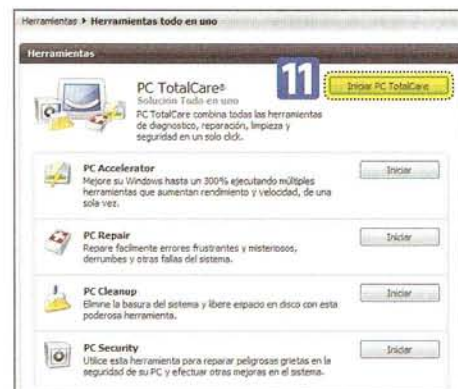 Herramientas ▸ Herramientas todo en uno
Herramientas
PC TotalCare®
Solución Todo en uno
11
Iniciar PC TotalCare
PC TotalCare combina todas las herramientas
de diagnostico, reparación, limpieza y
seguridad en un solo click.
PC Accelerator
Iniciar
Mejore su Windows hasta un 300% ejecutando múltiples
herramientas que aumentan rendimiento y velocidad, de una
sola vez.
PC Repair
Iniciar
Repare facilmente errores frustrantes y misteriosos,
derrumbes y otras fallas del sistema.
PC Cleanup
Iniciar
Elimine la basura del sistema y libere espacio en disco con esta
poderosa herramienta.
PC Security
Iniciar
Utilice esta herramienta para reparar peligrosas grietas en la
seguridad de su PC y efectuar otras mejoras en el sistema.